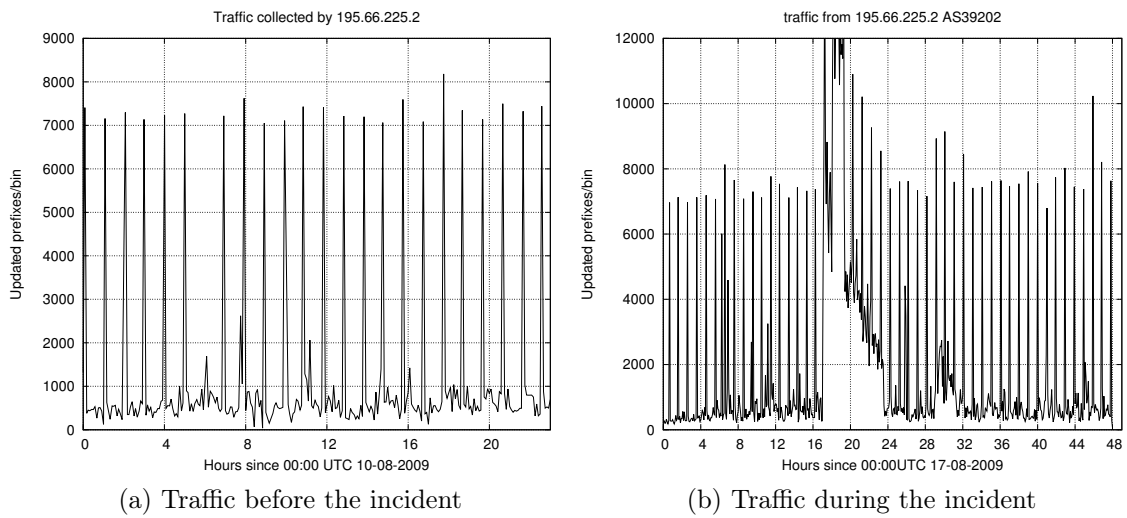 Traffic collected by 195.66.225.2
9000
8000
7000
6000
5000
4000
3000
2000
1000
0
Updated prefixes/bin
0 4 8 12 16 20
Hours since 00:00 UTC 10-08-2009
(a) Traffic before the incident
traffic from 195.66.225.2 AS39202
12000
10000
8000
6000
4000
2000
0
Updated prefixes/bin
0 4 8 12 16 20 24 28 32 36 40 44 48
Hours since 00:00UTC 17-08-2009
(b) Traffic during the incident